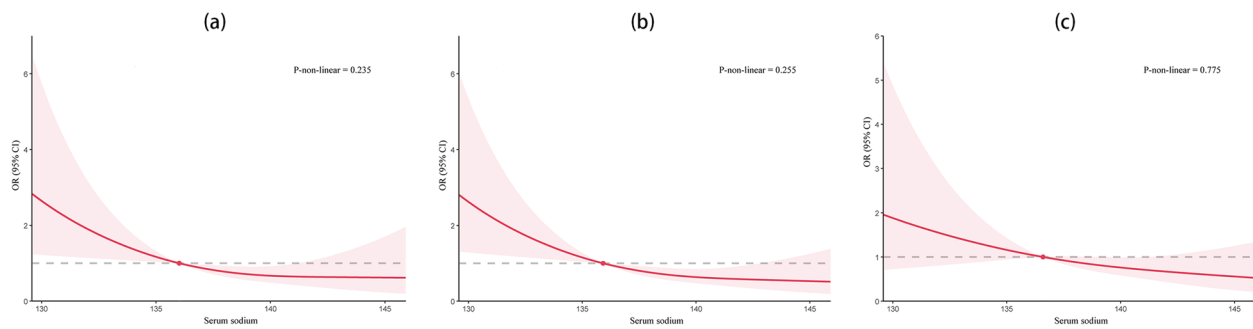 (a)
P-non-linear = 0.235
OR (95% CI)
6
4
2
0
130
135
140
145
Serum sodium
(b)
P-non-linear = 0.255
OR (95% CI)
6
4
2
0
130
135
140
145
Serum sodium
(c)
P-non-linear = 0.775
OR (95% CI)
6
5
4
3
2
1
0
130
135
140
145
Serum sodium